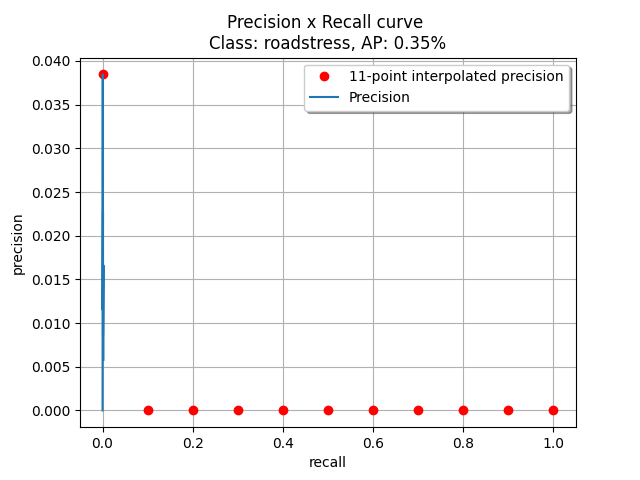 Precision x Recall curve
Class: roadstress, AP: 0.35%
11-point interpolated precision
Precision
0.040
0.035
0.030
0.025
0.020
0.015
0.010
0.005
0.000
precision
0.0 0.2 0.4 0.6 0.8 1.0
recall